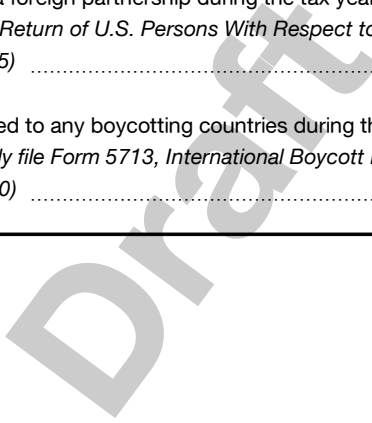 a foreign partnership during the tax year
Return of U.S. Persons With Respect to
5)
ed to any boycotting countries during th
ly file Form 5713, International Boycott
0)
Draft